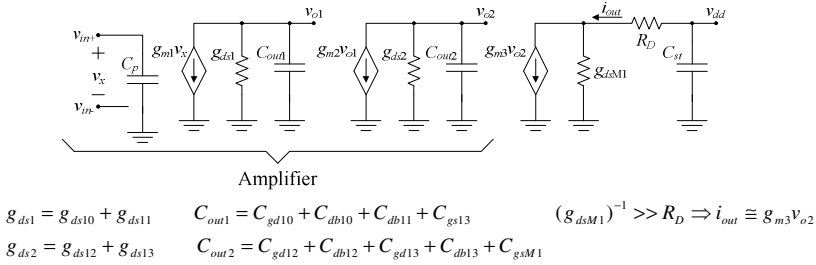 v_{o1} v_{o2} i_{out} v_{dd}
v_{in+} + v_x − v_{in-} C_p g_{m1}v_x g_{ds1} C_{out1} g_{m2}v_{o1} g_{ds2} C_{out2} g_{m3}v_{o2} g_{dsM1} R_D C_{st}
Amplifier
g_{ds1} = g_{ds10} + g_{ds11} C_{out1} = C_{gd10} + C_{db10} + C_{db11} + C_{gs13} (g_{dsM1})^{-1} >> R_D ⇒ i_{out} ≅ g_{m3}v_{o2}
g_{ds2} = g_{ds12} + g_{ds13} C_{out2} = C_{gd12} + C_{db12} + C_{gd13} + C_{db13} + C_{gsM1}